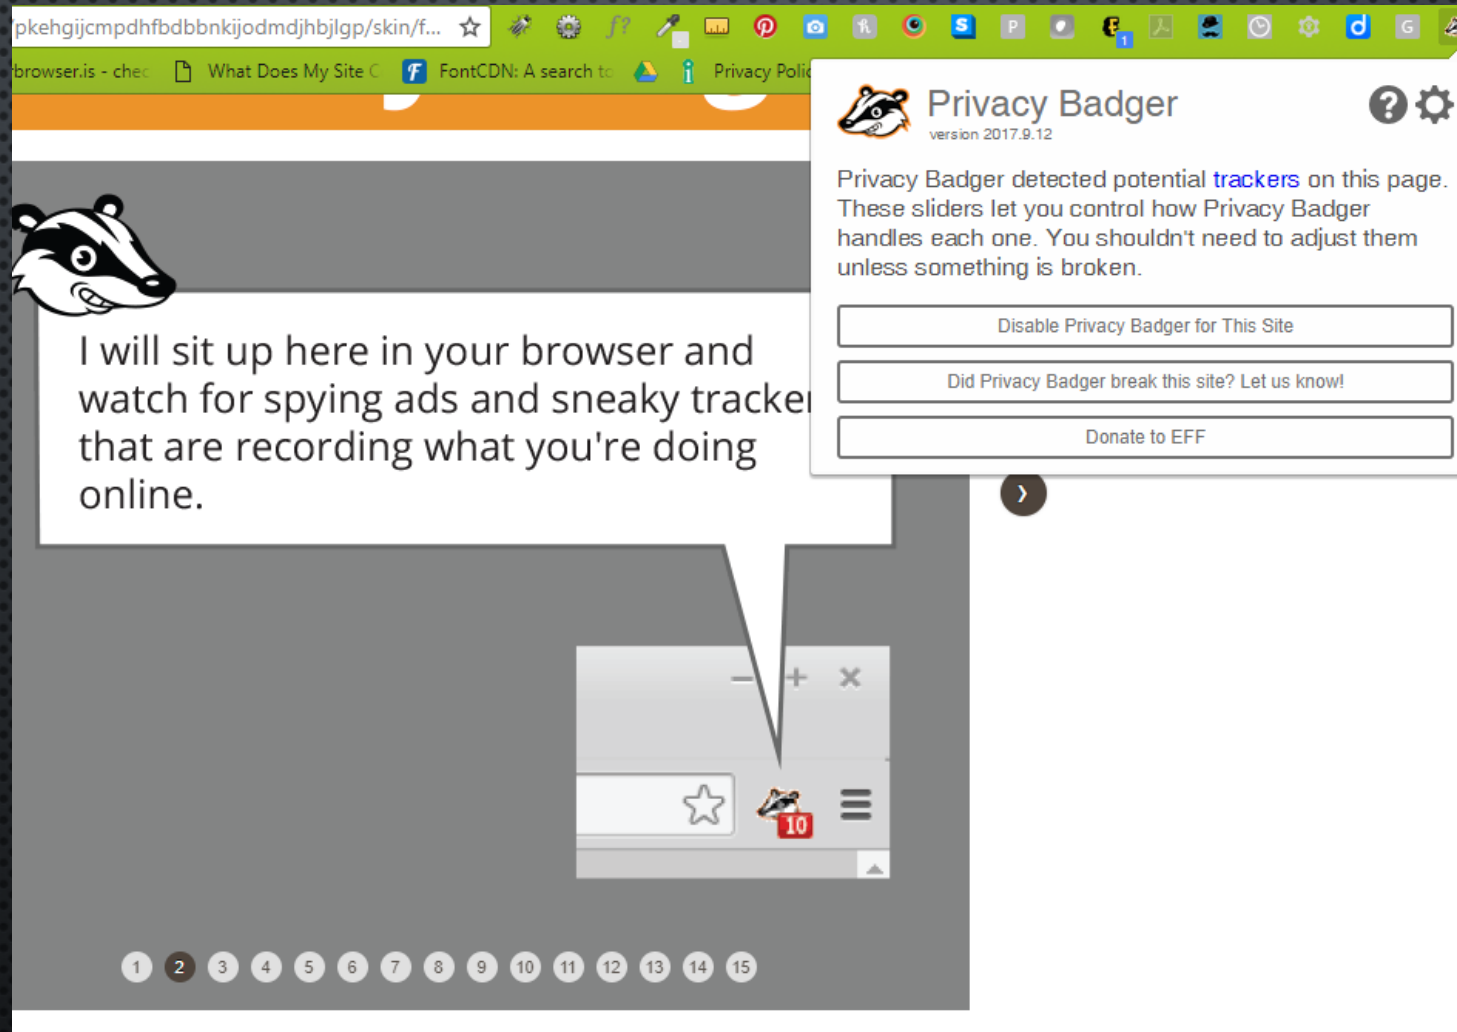 pkehgijcmpdhfbdbbnkijodmdjhbjlgp/skin/f...
f?
S
P
1
d
G
browser.is - chec
What Does My Site C
F
FontCDN: A search to
i
Privacy Polic
Privacy Badger
version 2017.9.12
Privacy Badger detected potential trackers on this page.
These sliders let you control how Privacy Badger
handles each one. You shouldn't need to adjust them
unless something is broken.
Disable Privacy Badger for This Site
Did Privacy Badger break this site? Let us know!
Donate to EFF
I will sit up here in your browser and
watch for spying ads and sneaky tracker
that are recording what you're doing
online.
10
1 2 3 4 5 6 7 8 9 10 11 12 13 14 15